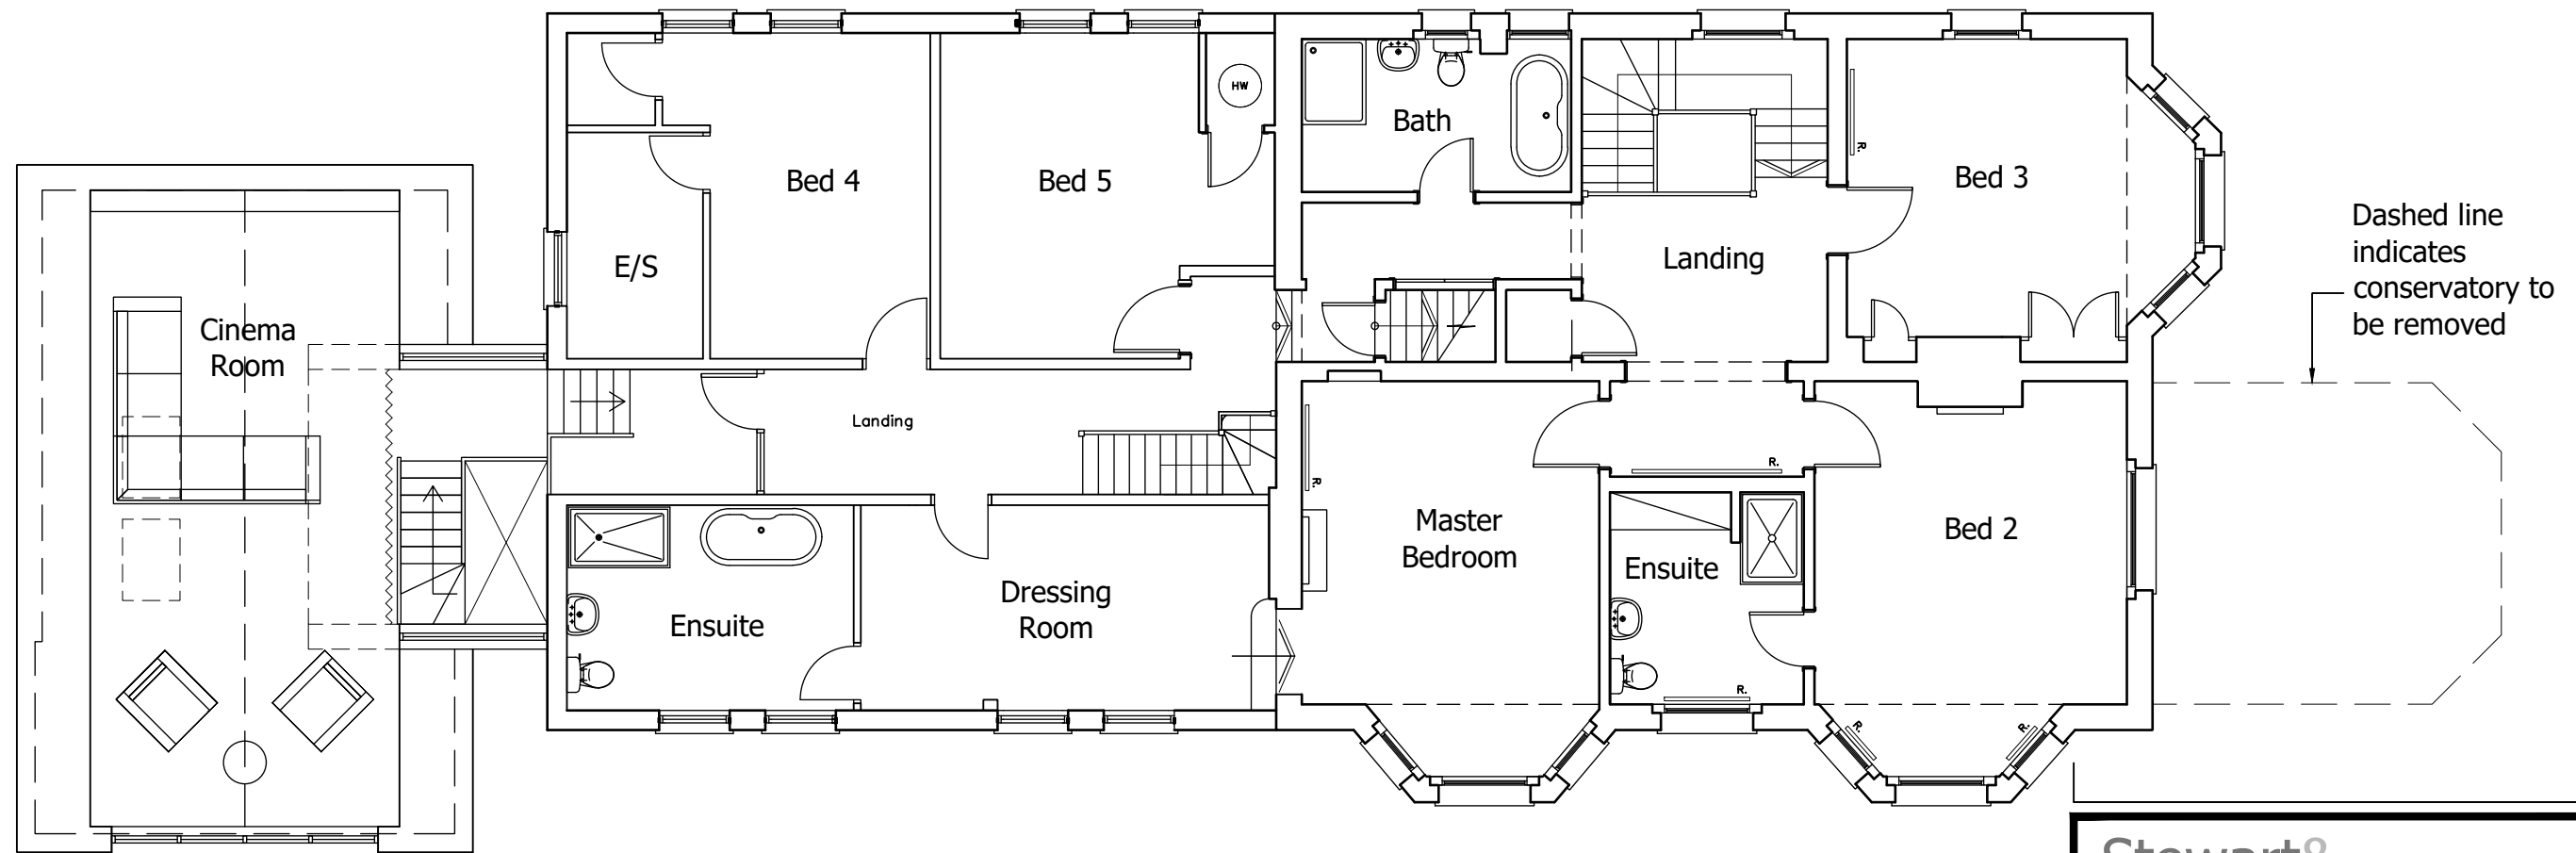 HW
Bath
Bed 4
Bed 5
R.
Bed 3
Dashed line
indicates
conservatory to
be removed
E/S
Landing
Cinema
Room
Landing
R.
R.
Master
Bedroom
Bed 2
Ensuite
Dressing
Room
Ensuite
R.
R.
R.
Stewart&